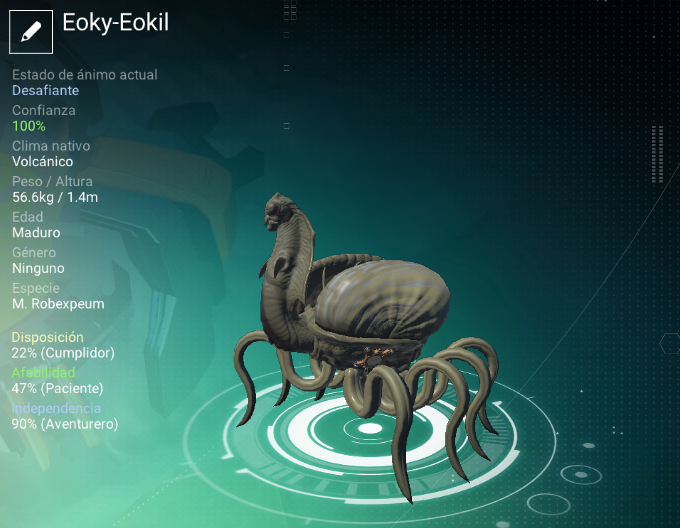 Eoky-Eokil
Estado de ánimo actual
Desafiante
Confianza
100%
Clima nativo
Volcánico
Peso / Altura
56.6kg / 1.4m
Edad
Maduro
Género
Ninguno
Especie
M. Robexpeum
Disposición
22% (Cumplidor)
Afabilidad
47% (Paciente)
Independencia
90% (Aventurero)